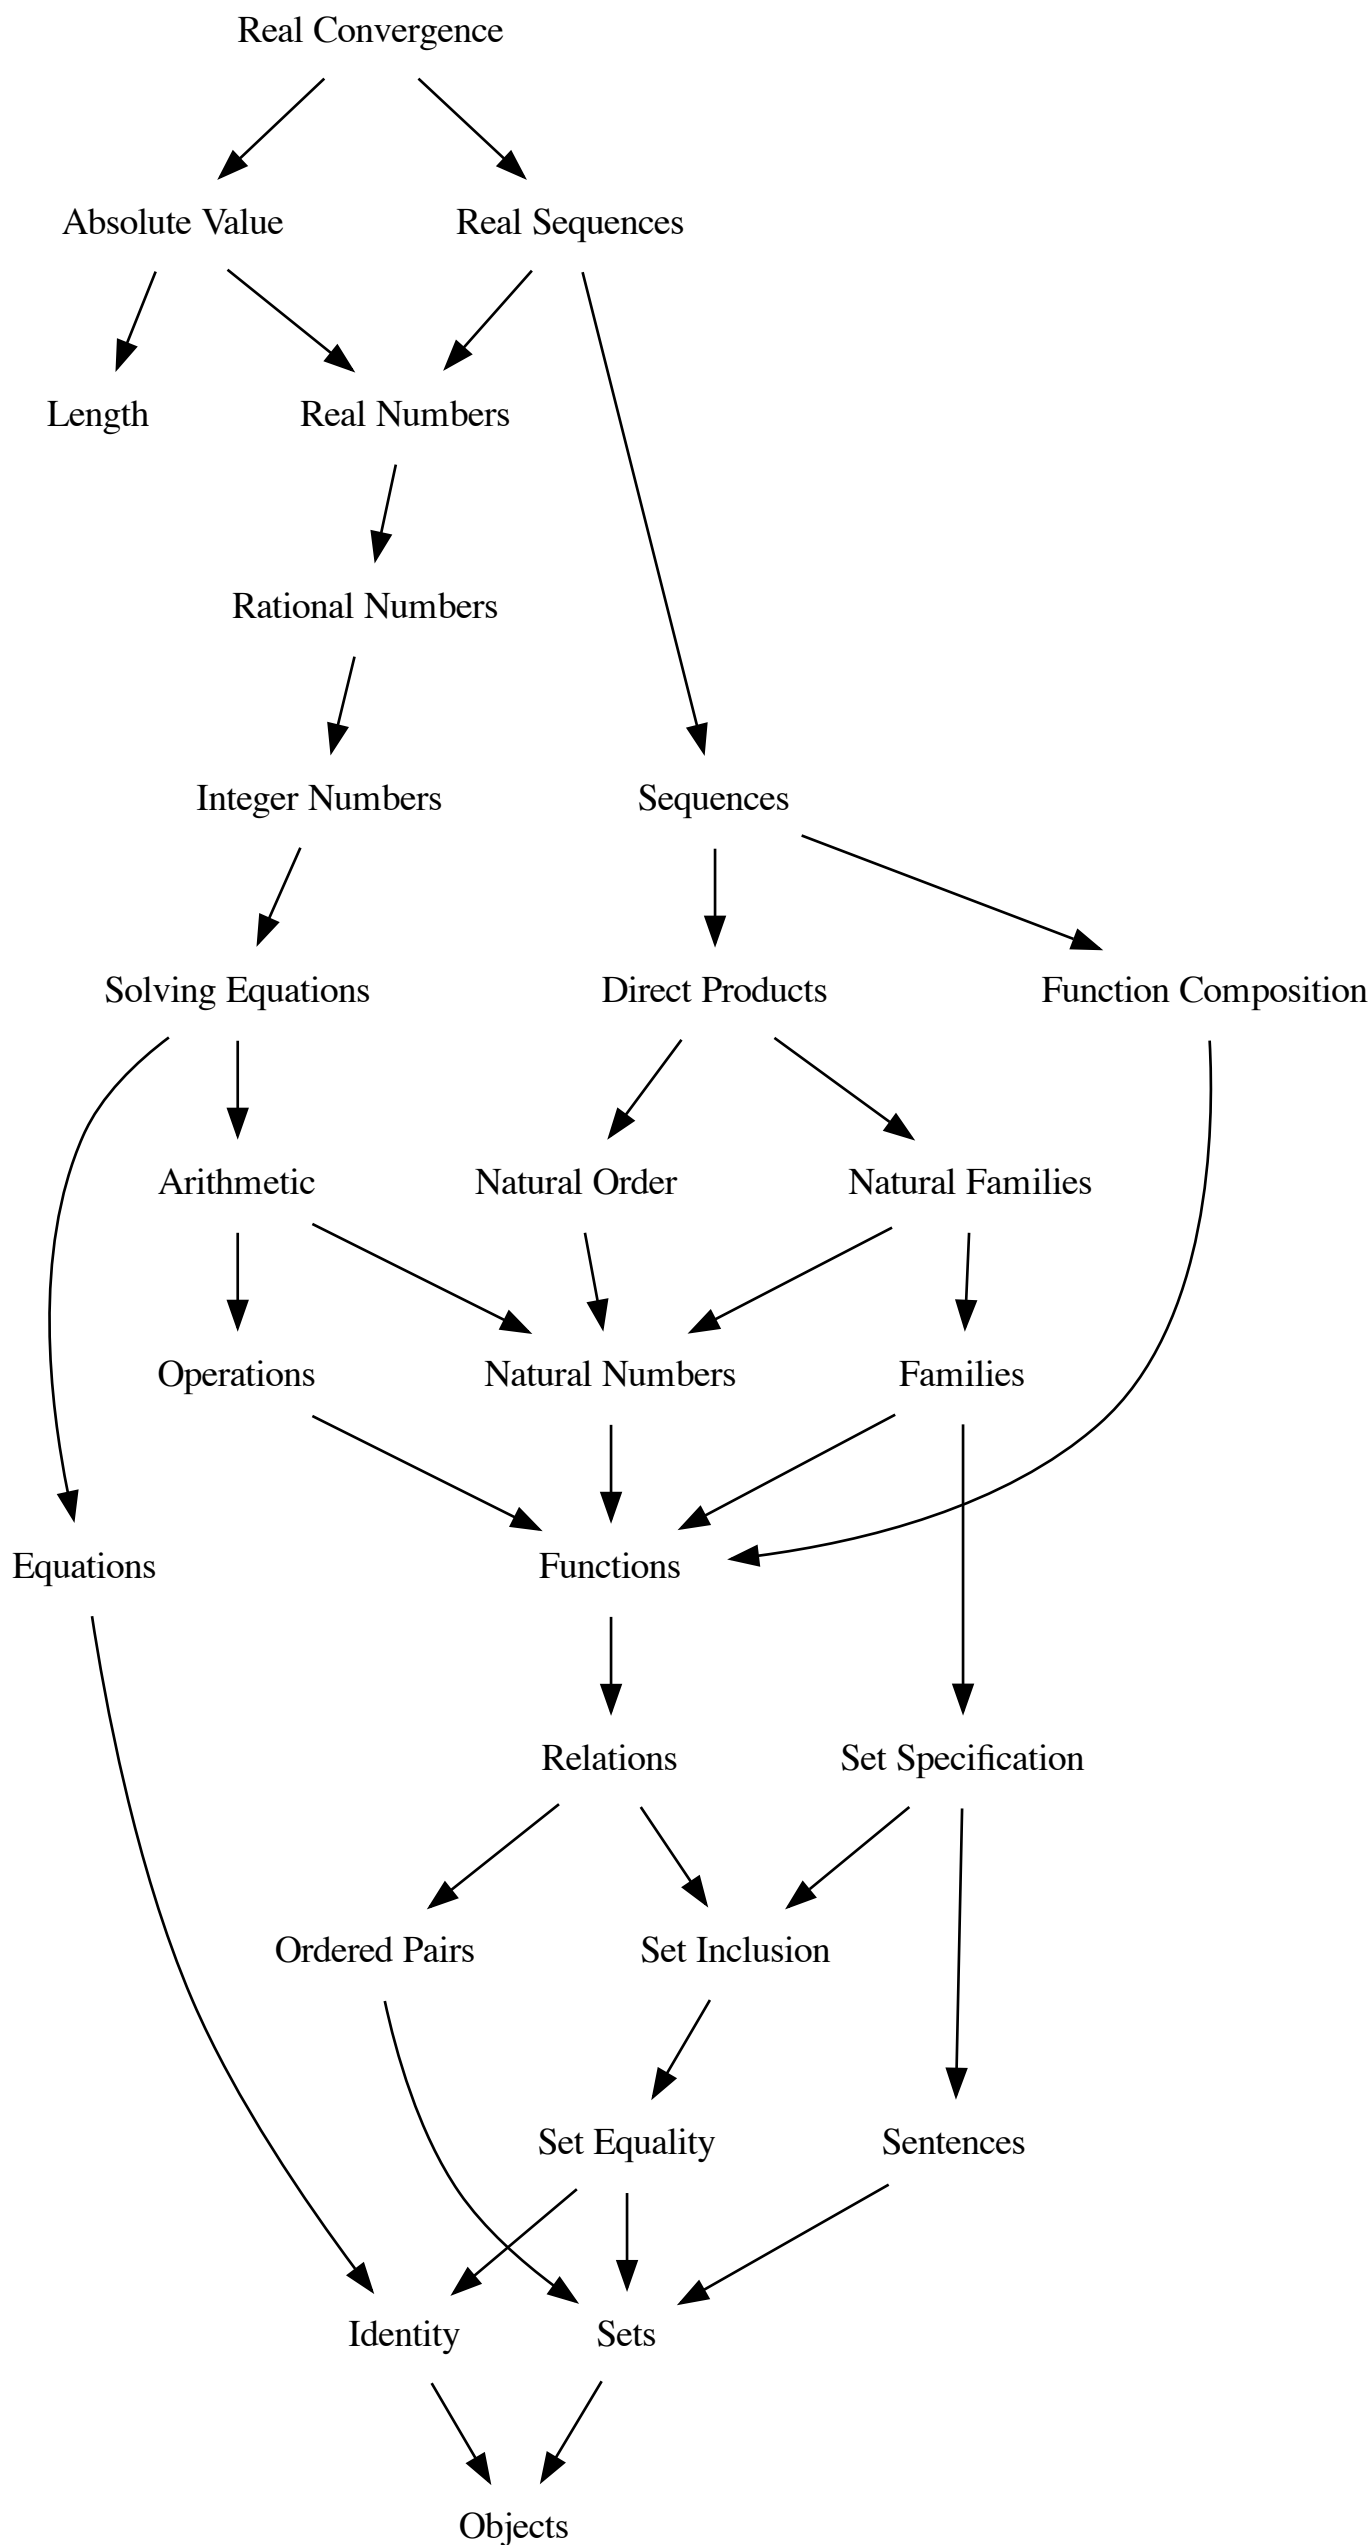 Real Convergence
Absolute Value
Real Sequences
Length
Real Numbers
Rational Numbers
Integer Numbers
Sequences
Solving Equations
Direct Products
Function Composition
Arithmetic
Natural Order
Natural Families
Operations
Natural Numbers
Families
Equations
Functions
Relations
Set Specification
Ordered Pairs
Set Inclusion
Set Equality
Sentences
Identity
Sets
Objects